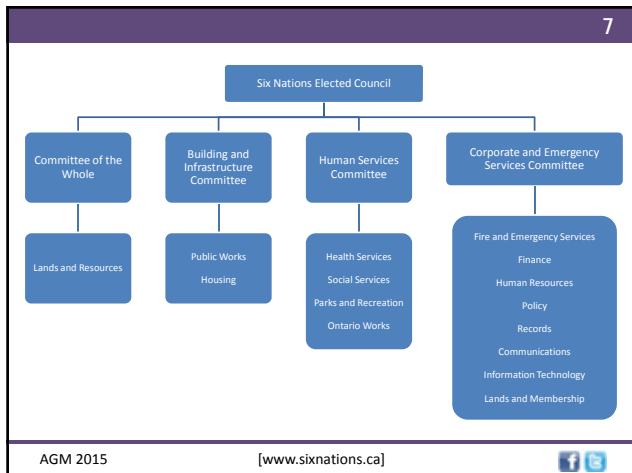 7
Six Nations Elected Council
Committee of the
Whole
Building and
Infrastructure
Committee
Human Services
Committee
Corporate and Emergency
Services Committee
Lands and Resources
Public Works
Housing
Health Services
Social Services
Parks and Recreation
Ontario Works
Fire and Emergency Services
Finance
Human Resources
Policy
Records
Communications
Information Technology
Lands and Membership
AGM 2015
[www.sixnations.ca]